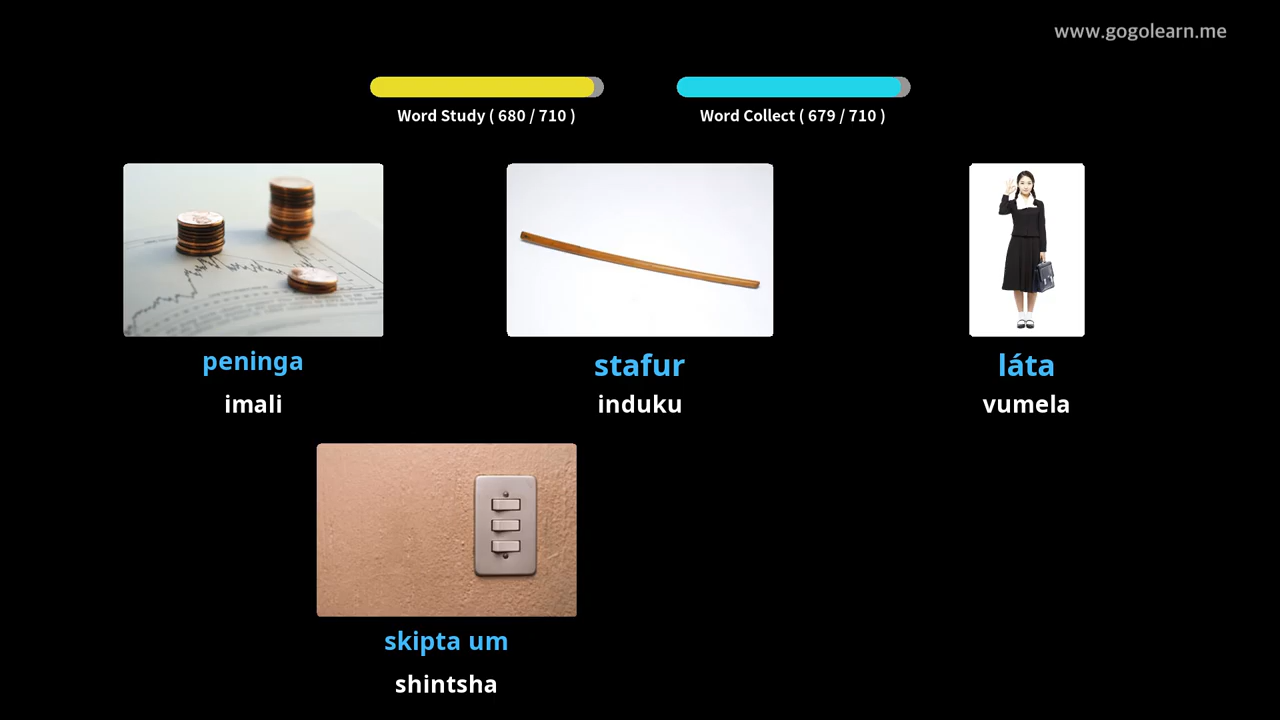 www.gogolearn.me
Word Study ( 680 / 710 )
Word Collect ( 679 / 710 )
peninga
imali
stafur
induku
láta
vumela
skipta um
shintsha